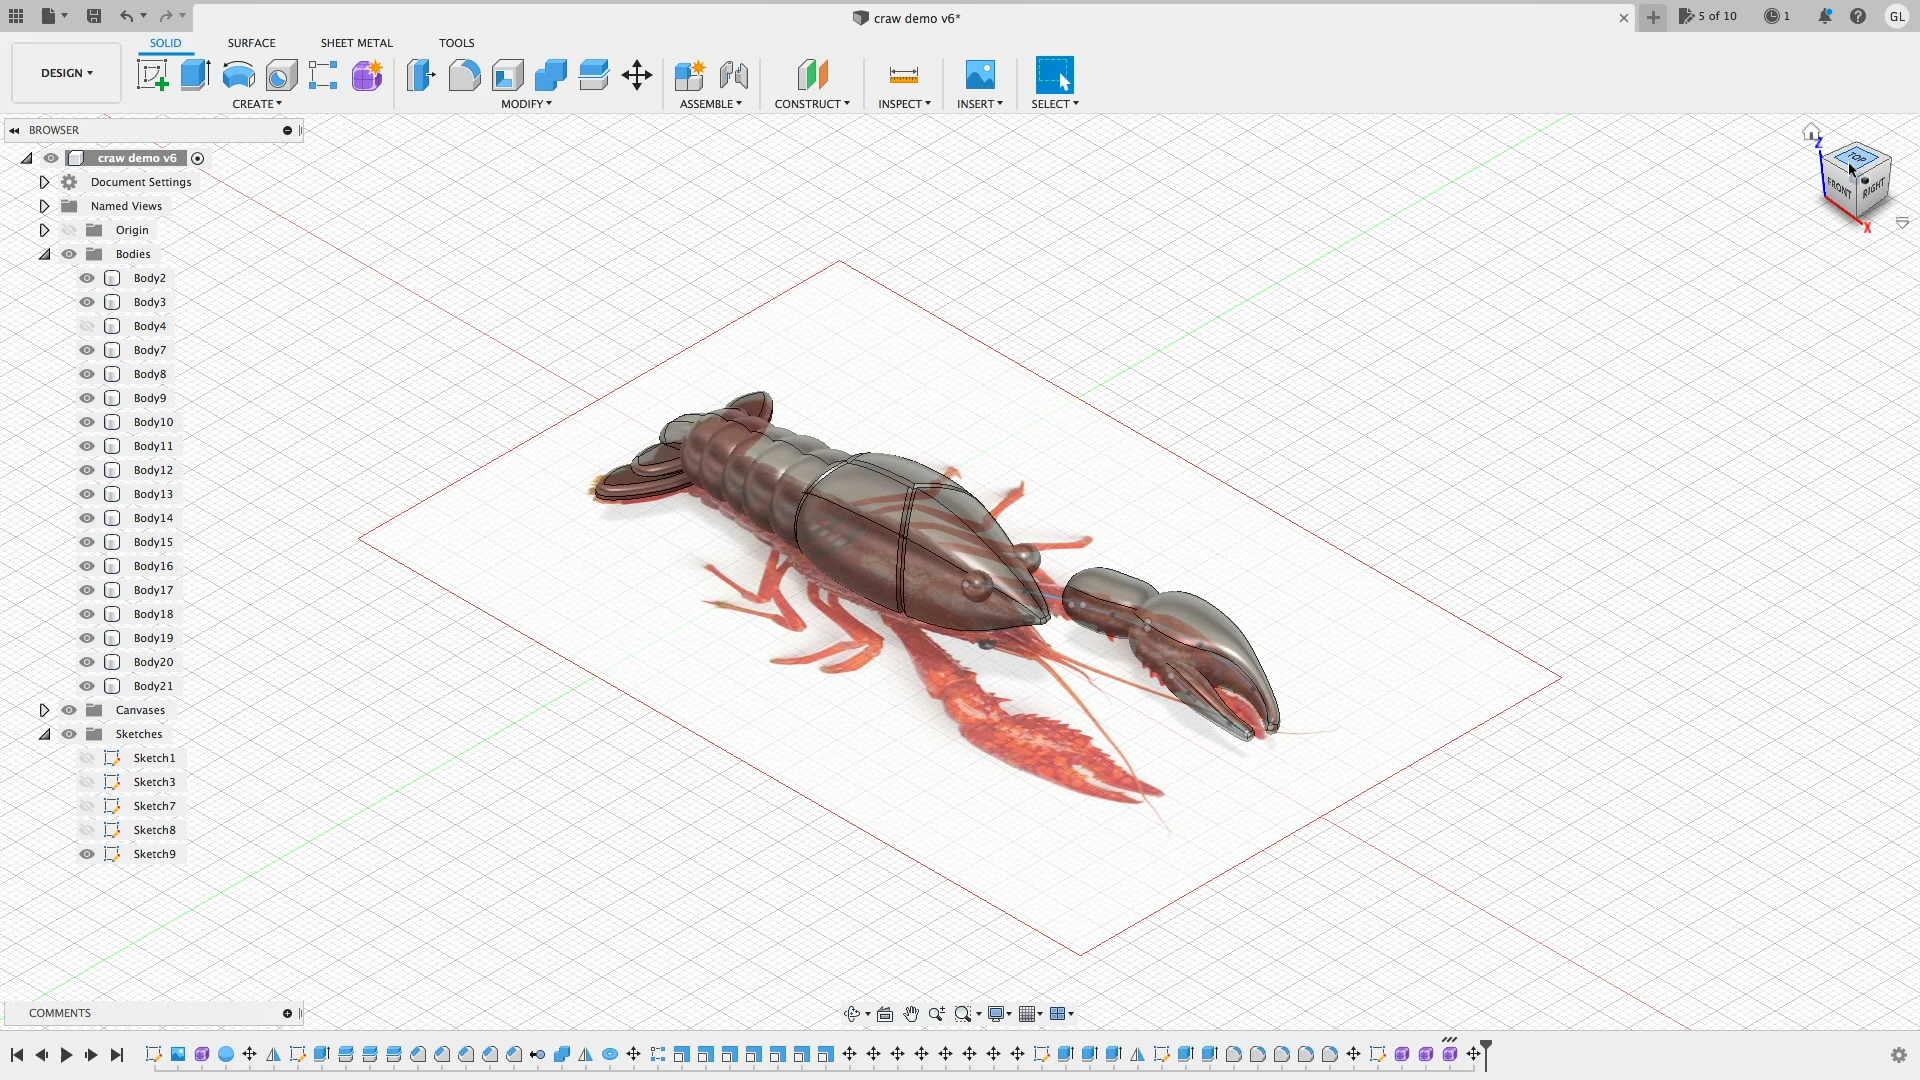 craw demo v6*
5 of 10
1
GL
SOLID
SURFACE
SHEET METAL
TOOLS
DESIGN
CREATE
MODIFY
ASSEMBLE
CONSTRUCT
INSPECT
INSERT
SELECT
BROWSER
craw demo v6
Document Settings
Named Views
Origin
Bodies
Body2
Body3
Body4
Body7
Body8
Body9
Body10
Body11
Body12
Body13
Body14
Body15
Body16
Body17
Body18
Body19
Body20
Body21
Canvases
Sketches
Sketch1
Sketch3
Sketch7
Sketch8
Sketch9
Z
TOP
FRONT
RIGHT
X
COMMENTS